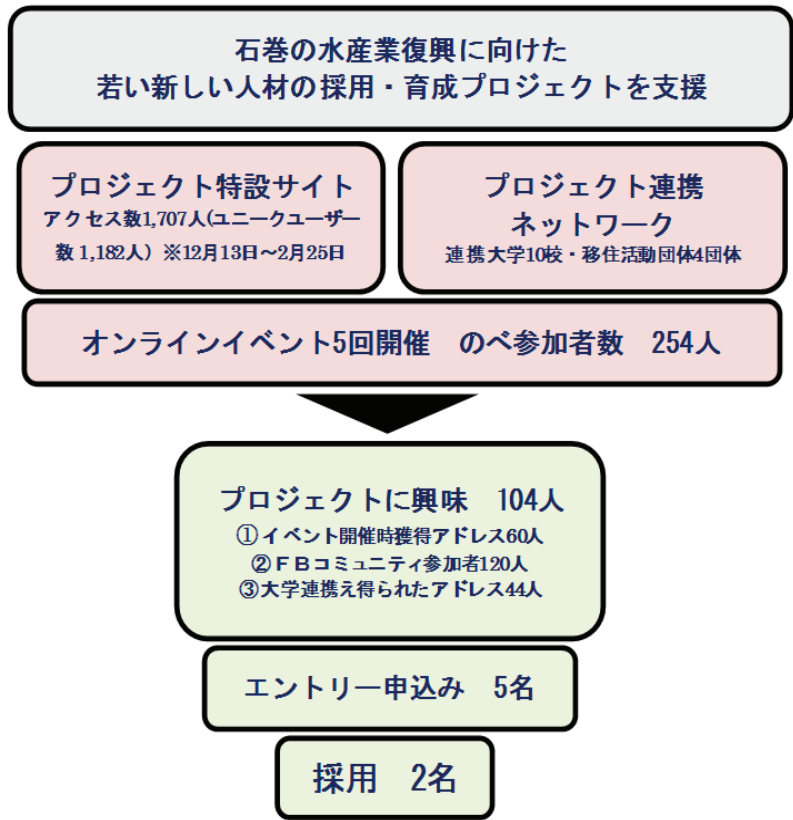 石巻の水産業復興に向けた
若い新しい人材の採用・育成プロジェクトを支援
プロジェクト特設サイト
アクセス数1,707人(ユニークユーザー
数 1,182人）※12月13日～2月25日
プロジェクト連携
ネットワーク
連携大学10校・移住活動団体4団体
オンラインイベント5回開催　のべ参加者数　254人
プロジェクトに興味　104人
①イベント開催時獲得アドレス60人
②ＦＢコミュニティ参加者120人
③大学連携え得られたアドレス44人
エントリー申込み　5名
採用　2名